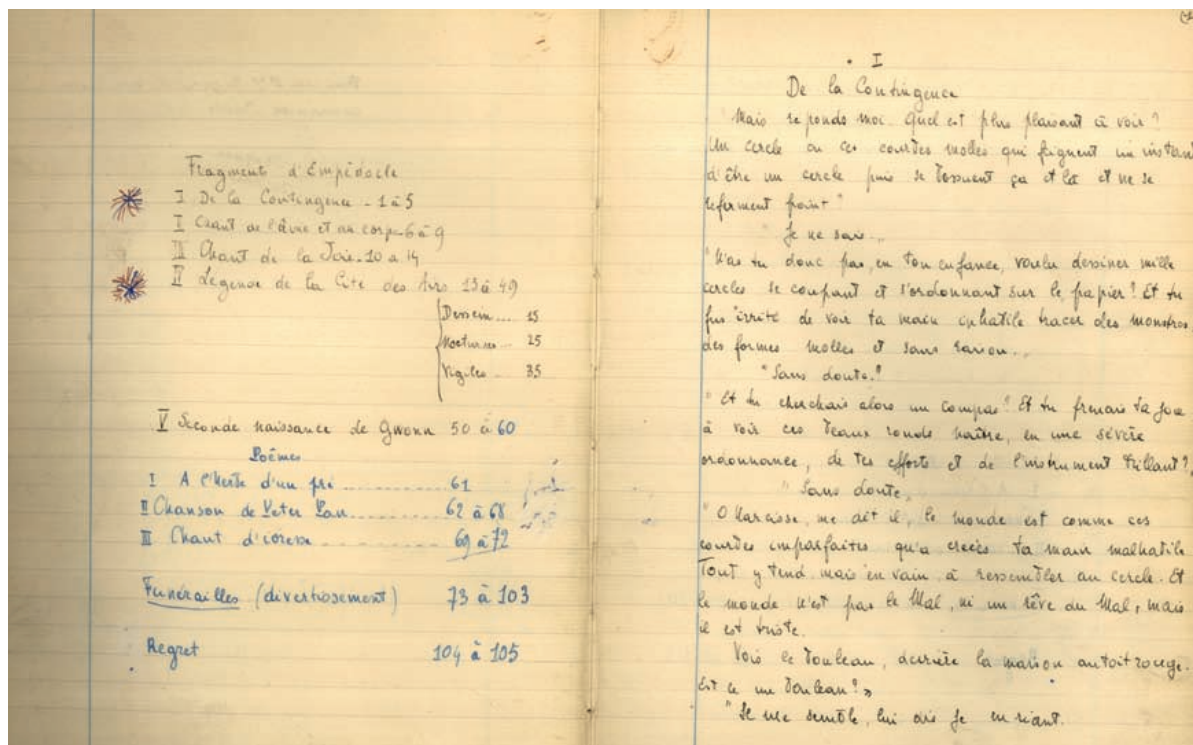 Fragments d'Empédocle
I De la Contingence - 1 à 5
II Chant de l'âme et du corps 6 à 9
III Chant de la Joie - 10 à 14
IV Légende de la Cité des Airs 15 à 49
15
Nocturnes ... 25
Vigiles - 35
V Seconde naissance de Gwonn 50 à 60
Poèmes
I A l'herbe d'un pré ............ 61
II Chanson de Peter Pan ............ 62 à 68
III Chant d'ivresse ............ 69 à 72
Funérailles (divertissement) 73 à 103
Regret 104 à 105
I
De la Contingence
Mais réponds moi. Quel est plus plaisant à voir?
Un cercle ou ces courbes molles qui feignent un instant
d'être un cercle puis se ça et là et ne se
referment point?
Je ne sais...
"N'as tu donc pas, en ton enfance, voulu dessiner mille
cercles se coupant et s'ordonnant sur le papier? Et tu
fus irrité de voir ta main inhabile tracer des monstres,
des formes molles et sans raison...
"Sans doute."
"Et tu cherchais alors un compas? Et tu prenais ta joie
à voir ces beaux ronds naître, en une sévère
ordonnance, de tes efforts et de l'instrument brillant?
"Sans doute.
"O Narcisse, me dit il, le monde est comme ces
courbes imparfaites qu'a créées ta main malhabile
Tout y tend, mais en vain, à ressembler au cercle. Et
le monde n'est pas le Mal, ni un rêve du Mal, mais
il est triste.
Vois le bouleau, derrière la maison au toit rouge.
Est ce un bouleau? »
"Il me semble, lui dis je en riant.